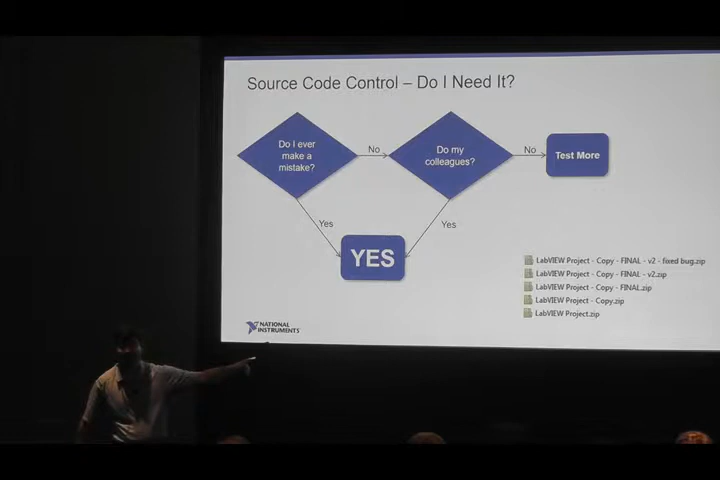 Source Code Control – Do I Need It?
Do I ever
make a
mistake?
No
Do my
colleagues?
No
Test More
Yes
Yes
YES
LabVIEW Project - Copy - FINAL - v2 - fixed bug.zip
LabVIEW Project - Copy - FINAL - v2.zip
LabVIEW Project - Copy - FINAL.zip
LabVIEW Project - Copy.zip
LabVIEW Project.zip
NATIONAL
INSTRUMENTS